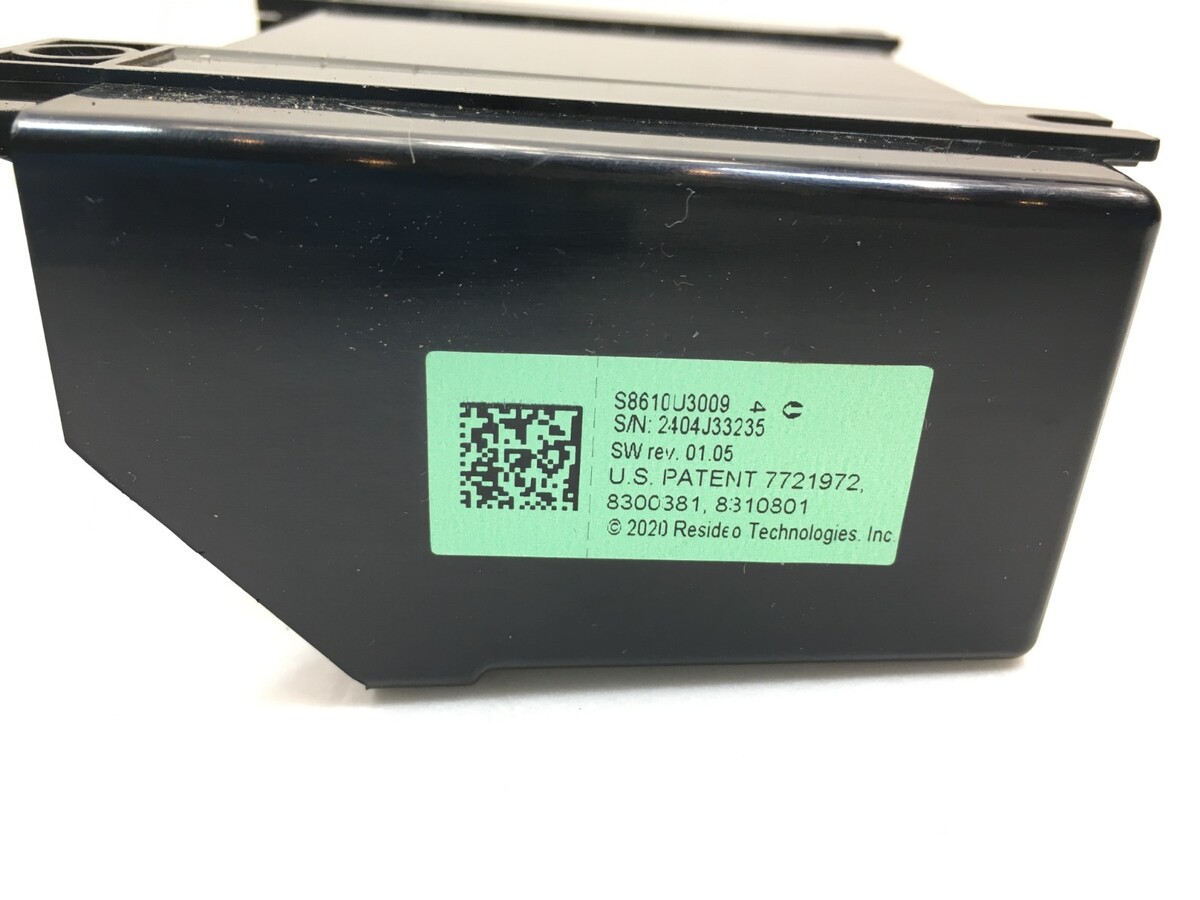 S8610U3009 4
S/N: 2404J33235
SW rev. 01.05
U.S. PATENT 7721972,
8300381, 8310801
© 2020 Resideo Technologies. Inc.